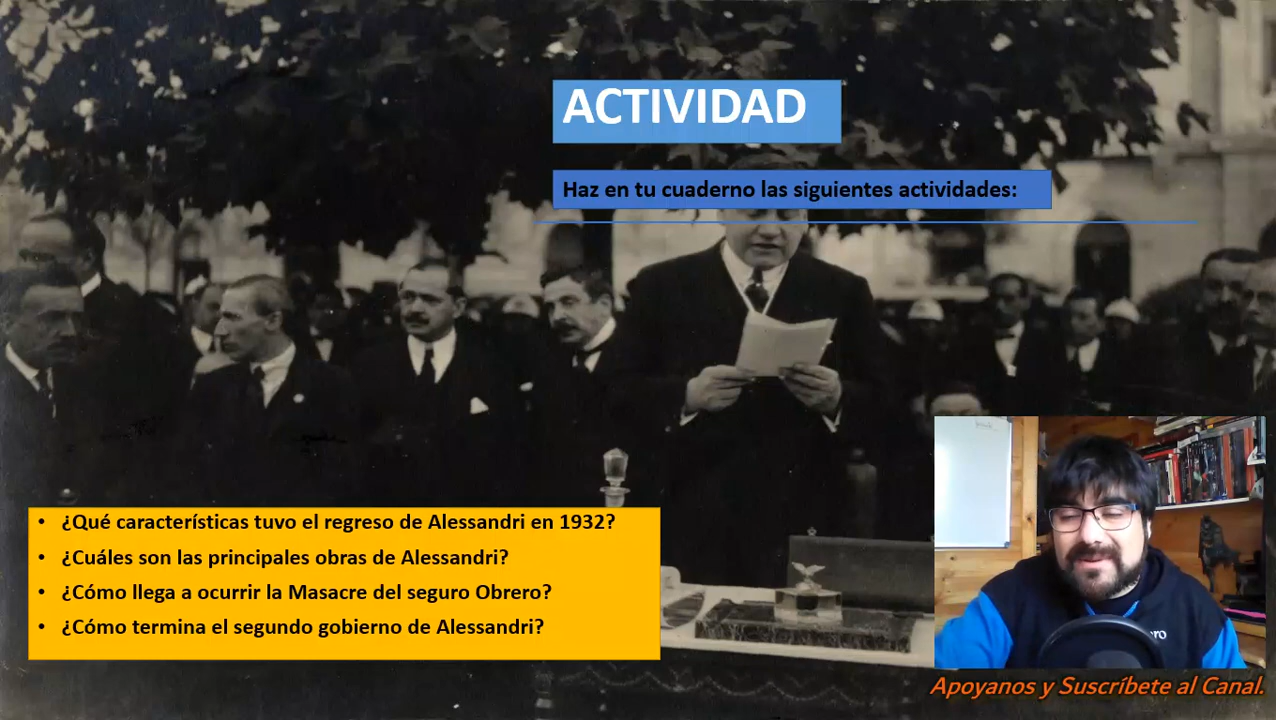 ACTIVIDAD
Haz en tu cuaderno las siguientes actividades:
• ¿Qué características tuvo el regreso de Alessandri en 1932?
• ¿Cuáles son las principales obras de Alessandri?
• ¿Cómo llega a ocurrir la Masacre del seguro Obrero?
• ¿Cómo termina el segundo gobierno de Alessandri?
Apoyanos y Suscríbete al Canal.